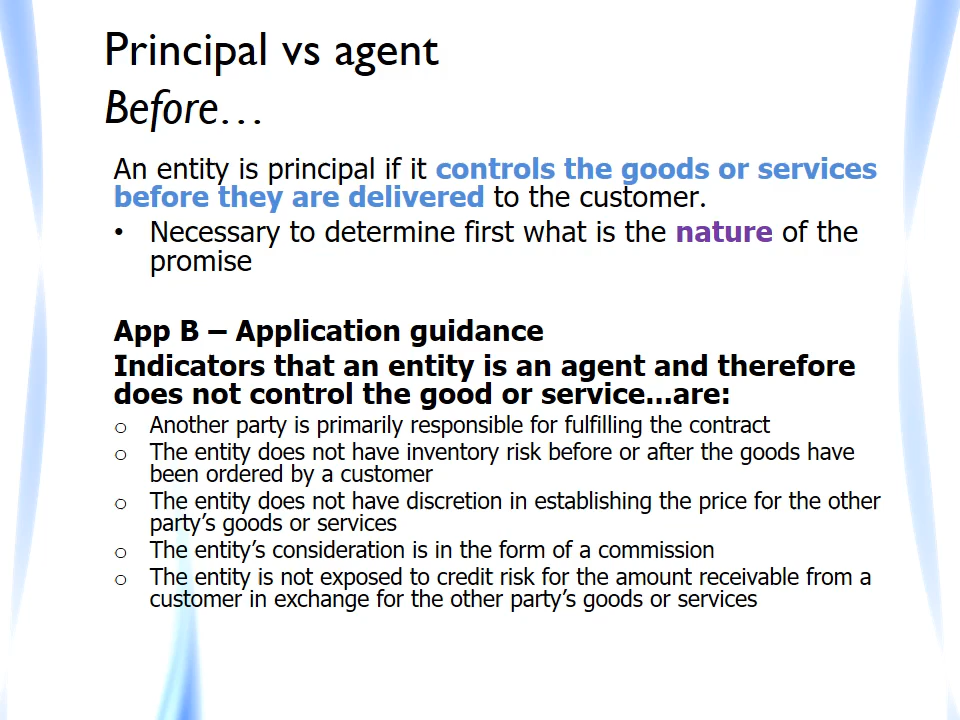 Principal vs agent
Before…
An entity is principal if it controls the goods or services
before they are delivered to the customer.
• Necessary to determine first what is the nature of the
promise
App B – Application guidance
Indicators that an entity is an agent and therefore
does not control the good or service…are:
o Another party is primarily responsible for fulfilling the contract
o The entity does not have inventory risk before or after the goods have
been ordered by a customer
o The entity does not have discretion in establishing the price for the other
party’s goods or services
o The entity’s consideration is in the form of a commission
o The entity is not exposed to credit risk for the amount receivable from a
customer in exchange for the other party’s goods or services